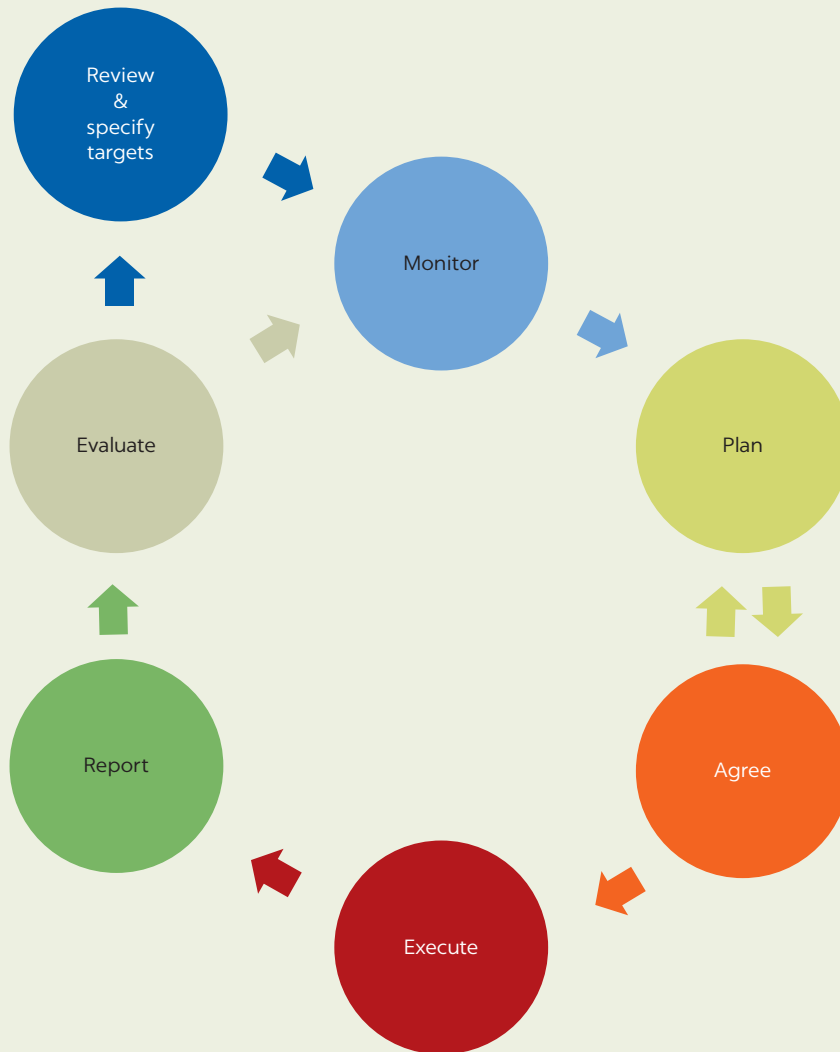 Review
&
specify
targets
Monitor
Plan
Agree
Execute
Report
Evaluate